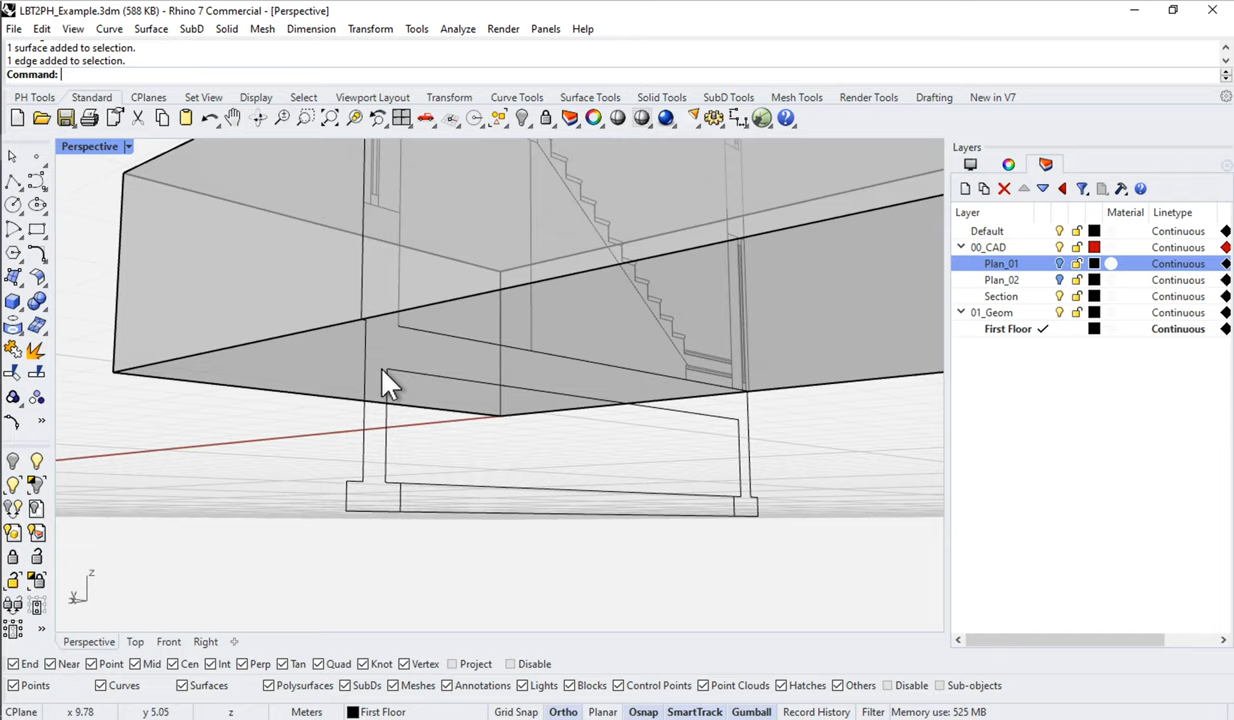 LBT2PH_Example.3dm (588 KB) - Rhino 7 Commercial - [Perspective]
File Edit View Curve Surface SubD Solid Mesh Dimension Transform Tools Analyze Render Panels Help
1 surface added to selection.
1 edge added to selection.
Command:
PH Tools Standard CPlanes Set View Display Select Viewport Layout Transform Curve Tools Surface Tools Solid Tools SubD Tools Mesh Tools Render Tools Drafting New in V7
Perspective
Layers
Layer Material Linetype
Default Continuous
00_CAD Continuous
Plan_01 Continuous
Plan_02 Continuous
Section Continuous
01_Geom Continuous
First Floor Continuous
z
y x
Perspective Top Front Right
End Near Point Mid Cen Int Perp Tan Quad Knot Vertex Project Disable
Points Curves Surfaces Polysurfaces SubDs Meshes Annotations Lights Blocks Control Points Point Clouds Hatches Others Disable Sub-objects
CPlane x 9.78 y 5.05 z Meters First Floor Grid Snap Ortho Planar Osnap SmartTrack Gumball Record History Filter Memory use: 525 MB